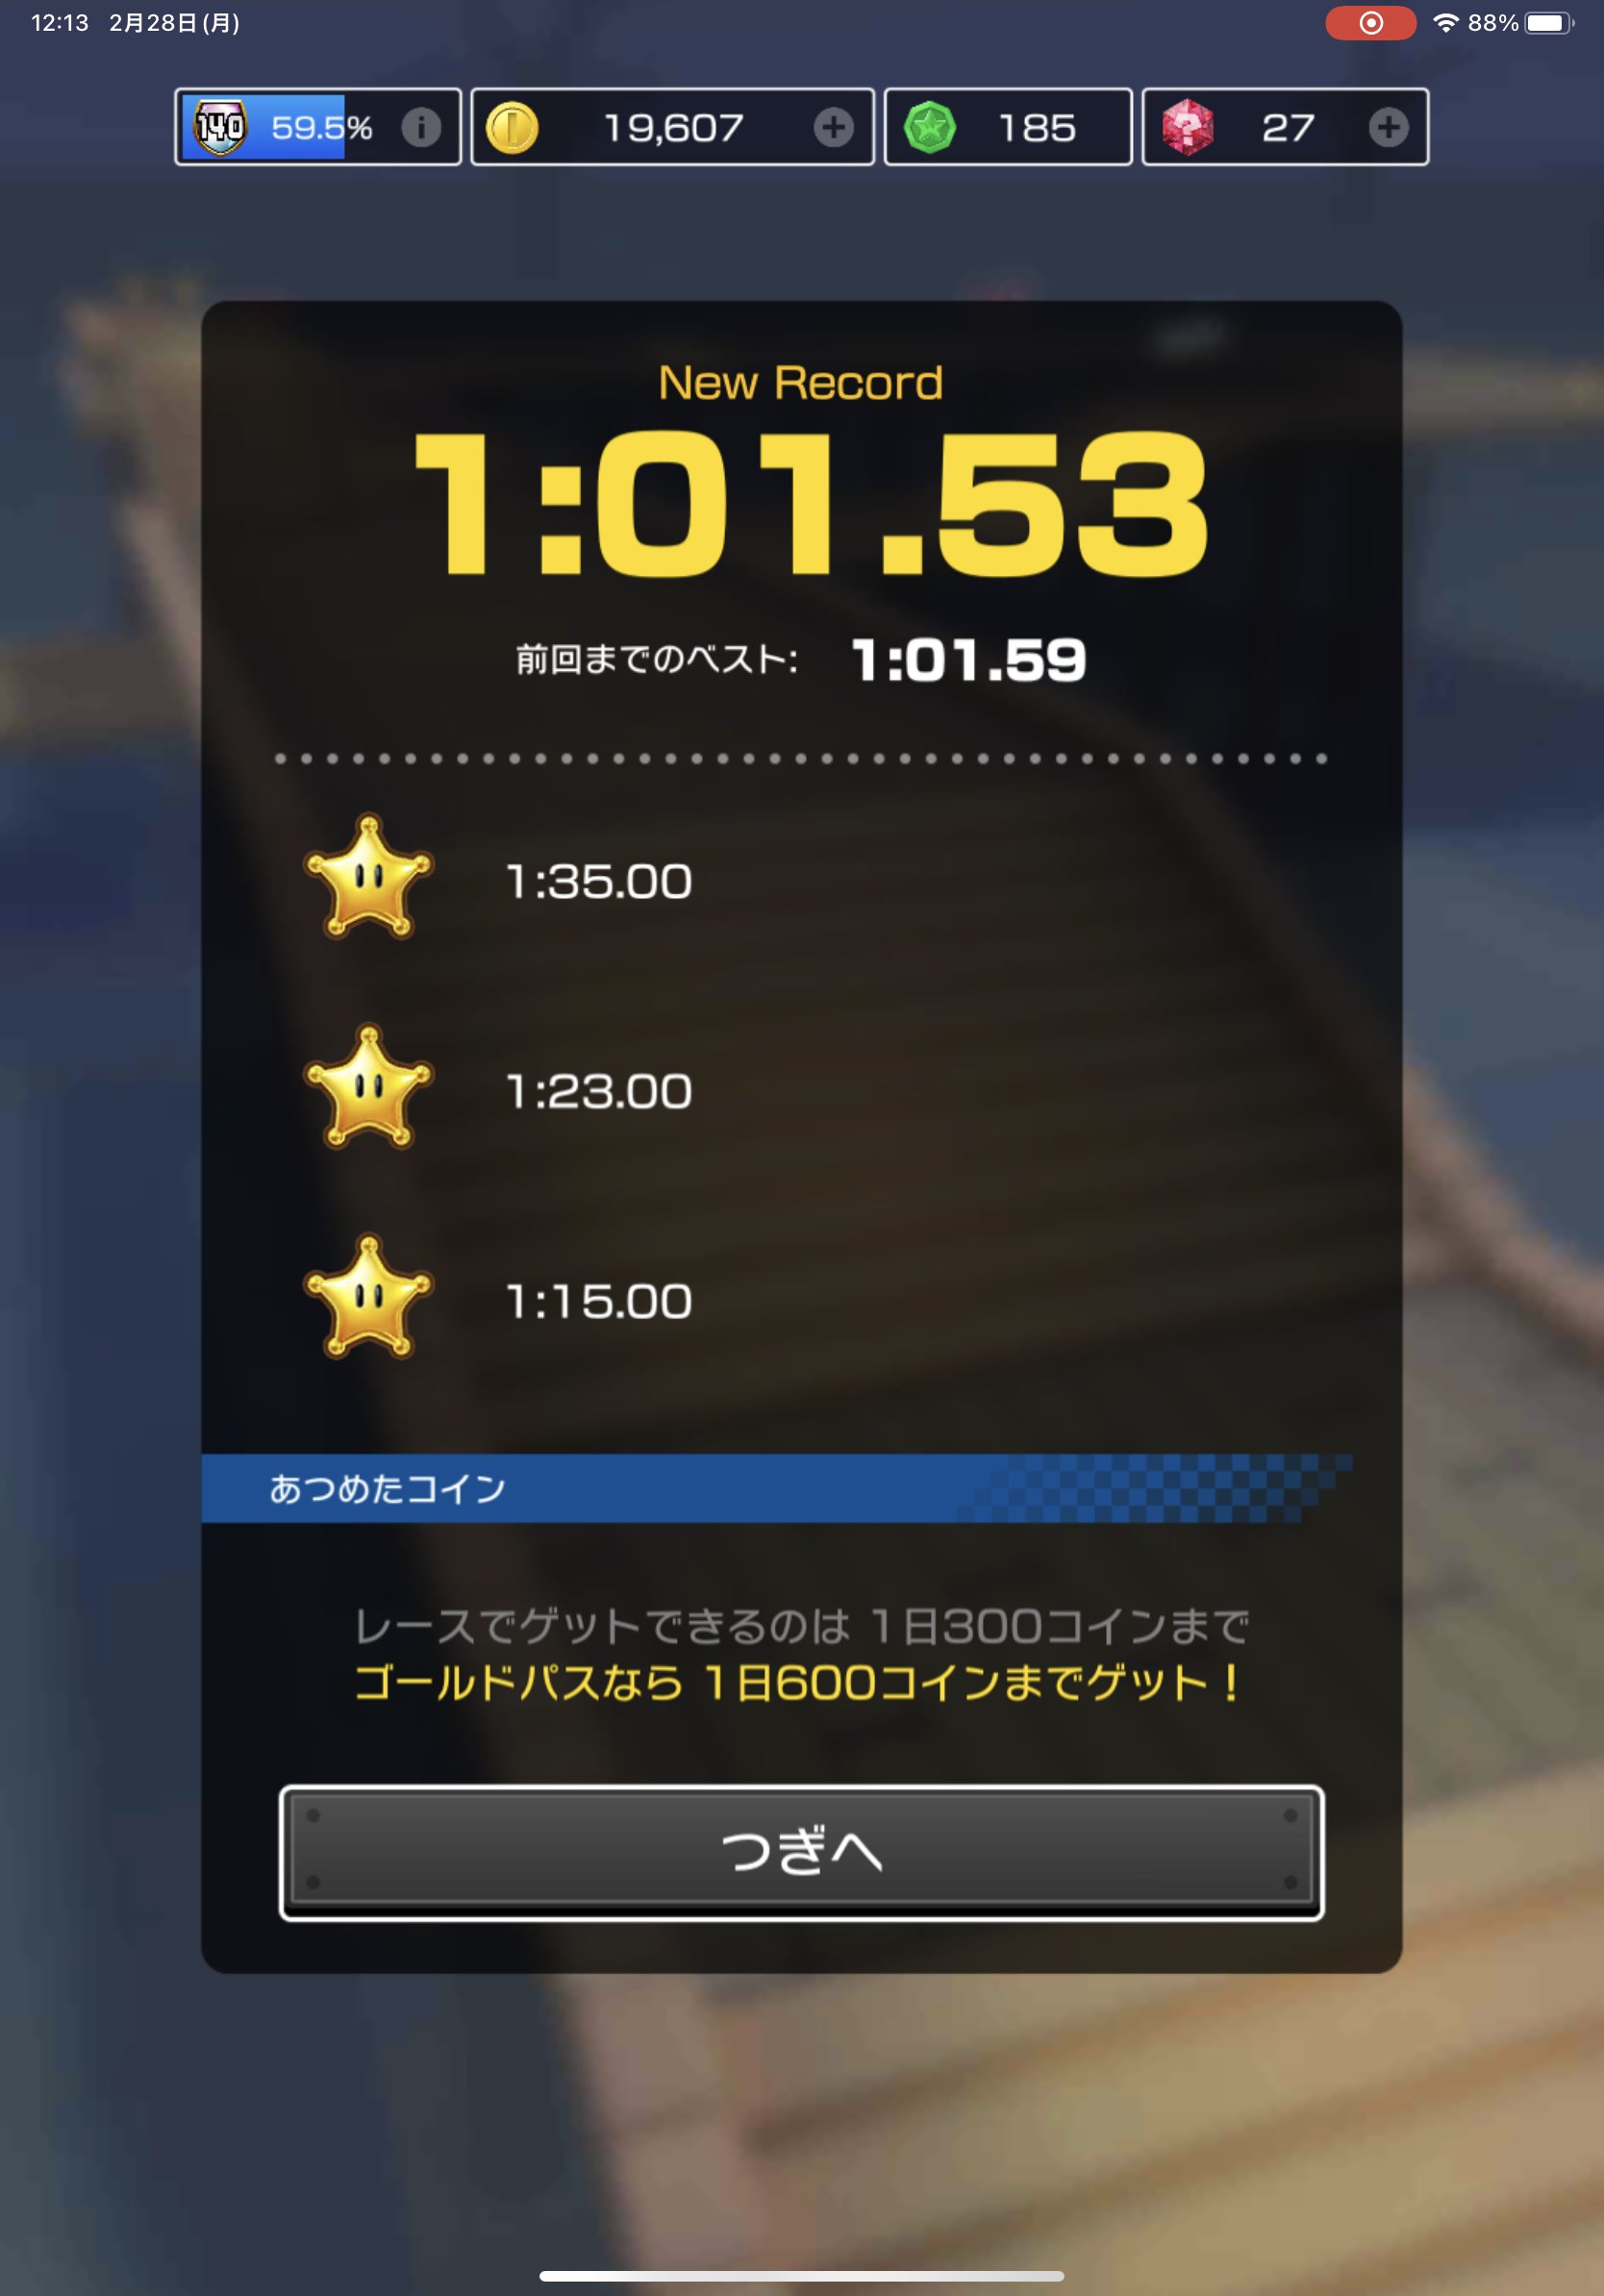 12:13 2月28日(月) 88%
140 59.5% i 19,607 + 185 ? 27 +
New Record
1:01.53
前回までのベスト: 1:01.59
1:35.00
1:23.00
1:15.00
あつめたコイン
レースでゲットできるのは 1日300コインまで
ゴールドパスなら 1日600コインまでゲット!
つぎへ